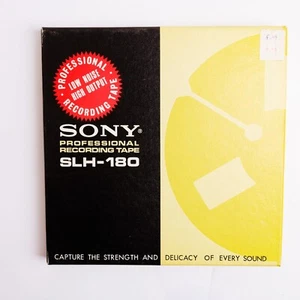 • PROFESSIONAL •
LOW NOISE
HIGH OUTPUT
RECORDING TAPE
SONY®
PROFESSIONAL
RECORDING TAPE
SLH-180
CAPTURE THE STRENGTH AND DELICACY OF EVERY SOUND